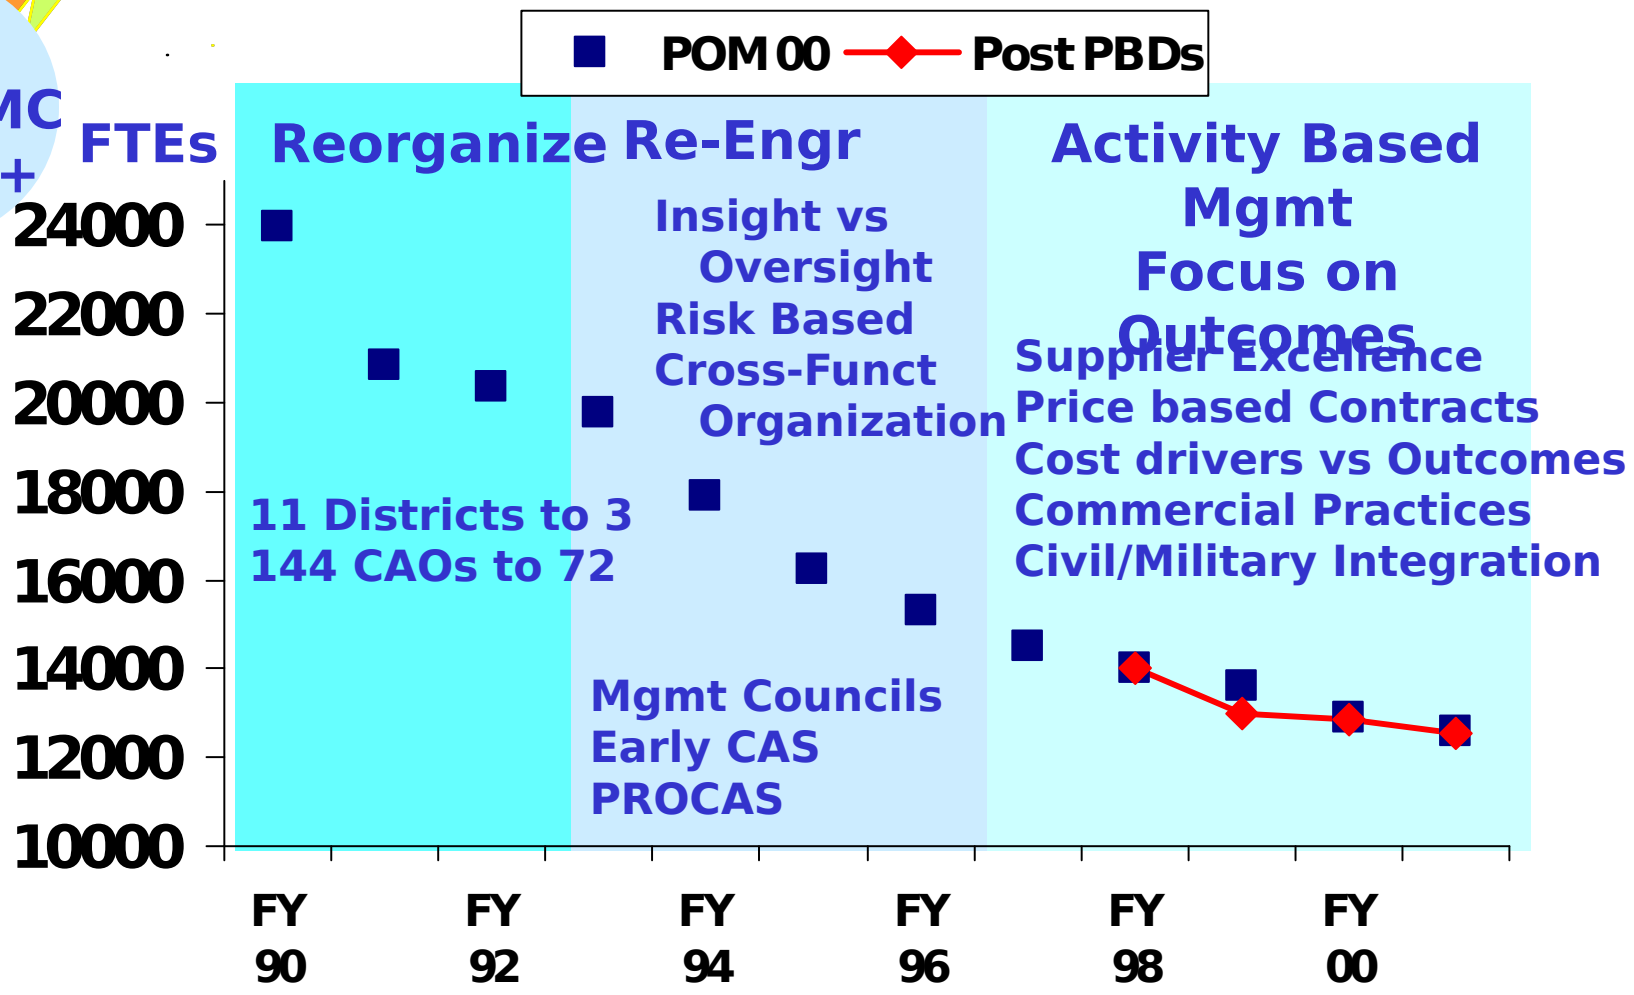 POM 00 Post PBDs
MC
+
FTEs
Reorganize
Re-Engr
Activity Based
Mgmt
Focus on
Outcomes
Insight vs
Oversight
Risk Based
Cross-Funct
Organization
Supplier Excellence
Price based Contracts
Cost drivers vs Outcomes
Commercial Practices
Civil/Military Integration
11 Districts to 3
144 CAOs to 72
Mgmt Councils
Early CAS
PROCAS
24000
22000
20000
18000
16000
14000
12000
10000
FY
90
FY
92
FY
94
FY
96
FY
98
FY
00